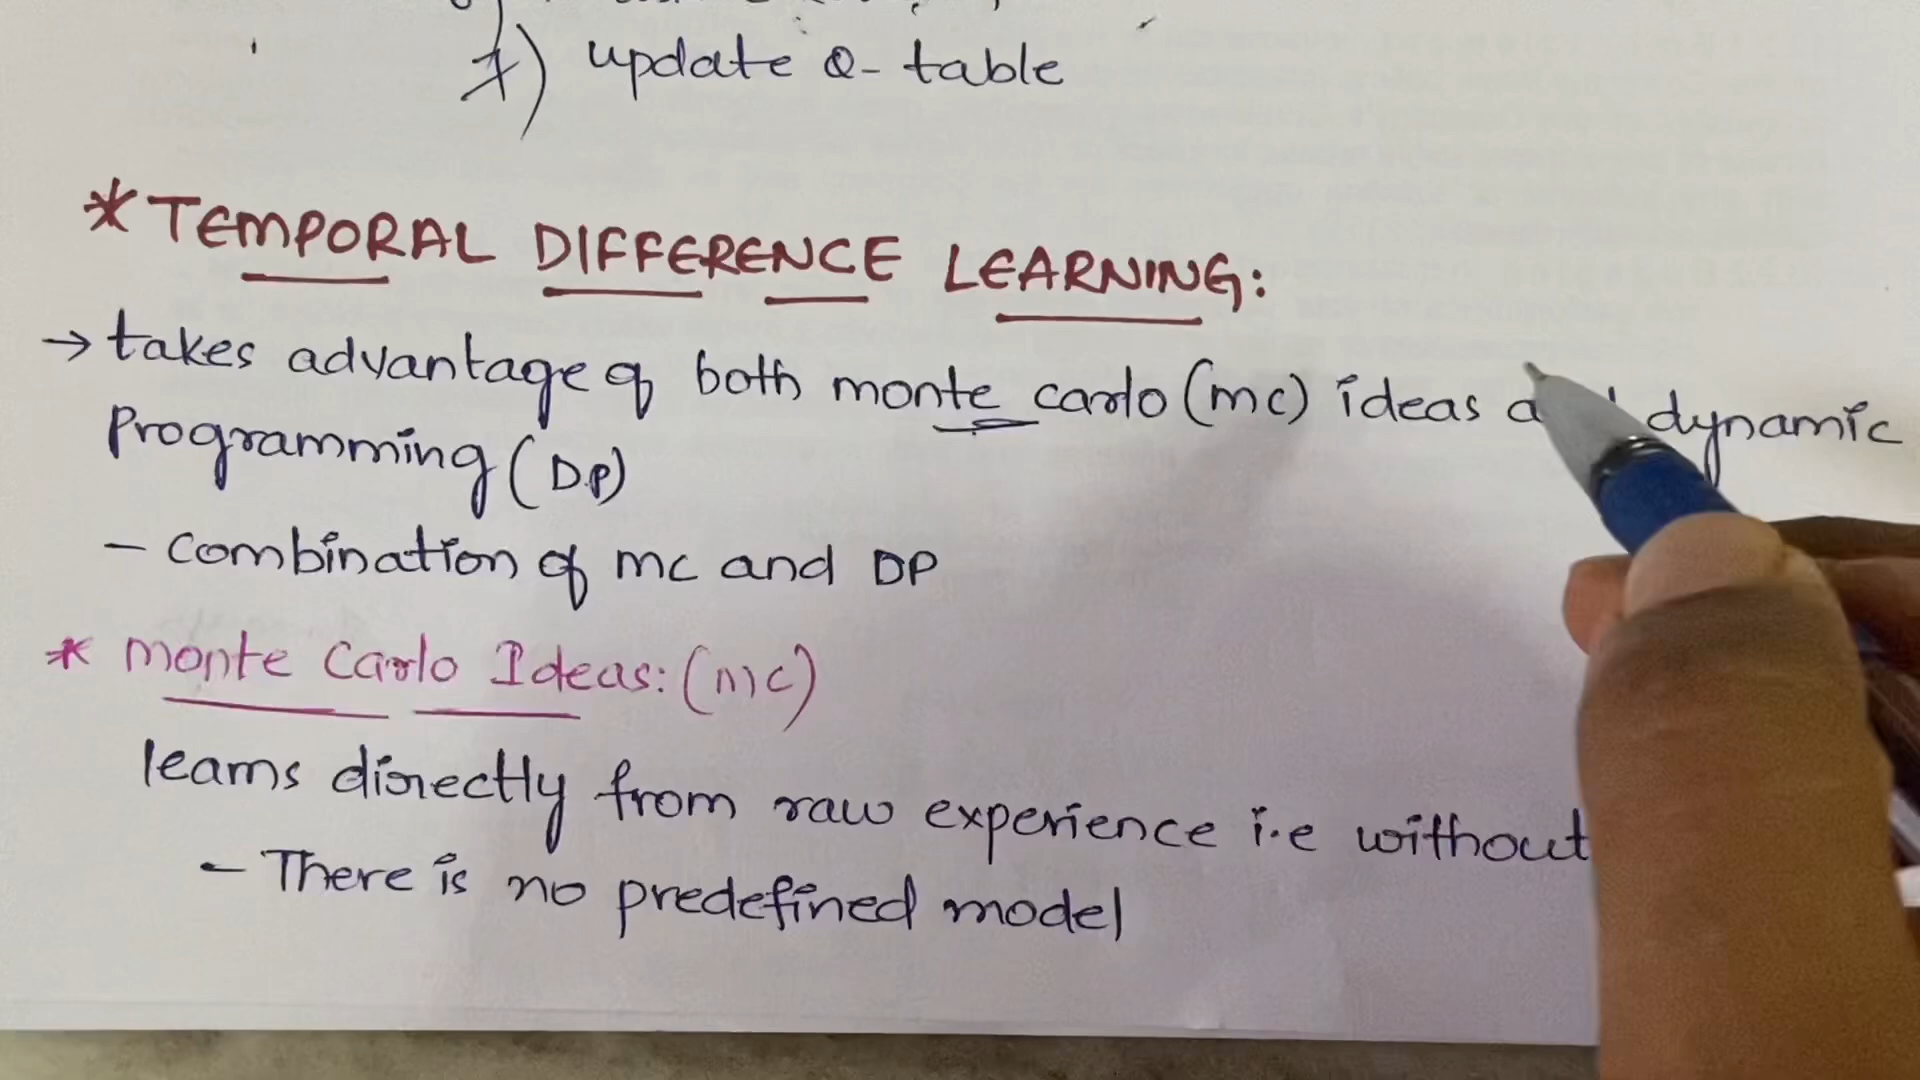 7) update Q- table
* TEMPORAL DIFFERENCE LEARNING:
→ takes advantage of both monte carlo (mc) ideas dynamic
Programming (DP)
- combination of mc and DP
* Monte Carlo Ideas: (mc)
learns directly from raw experience i.e without
- There is no predefined model